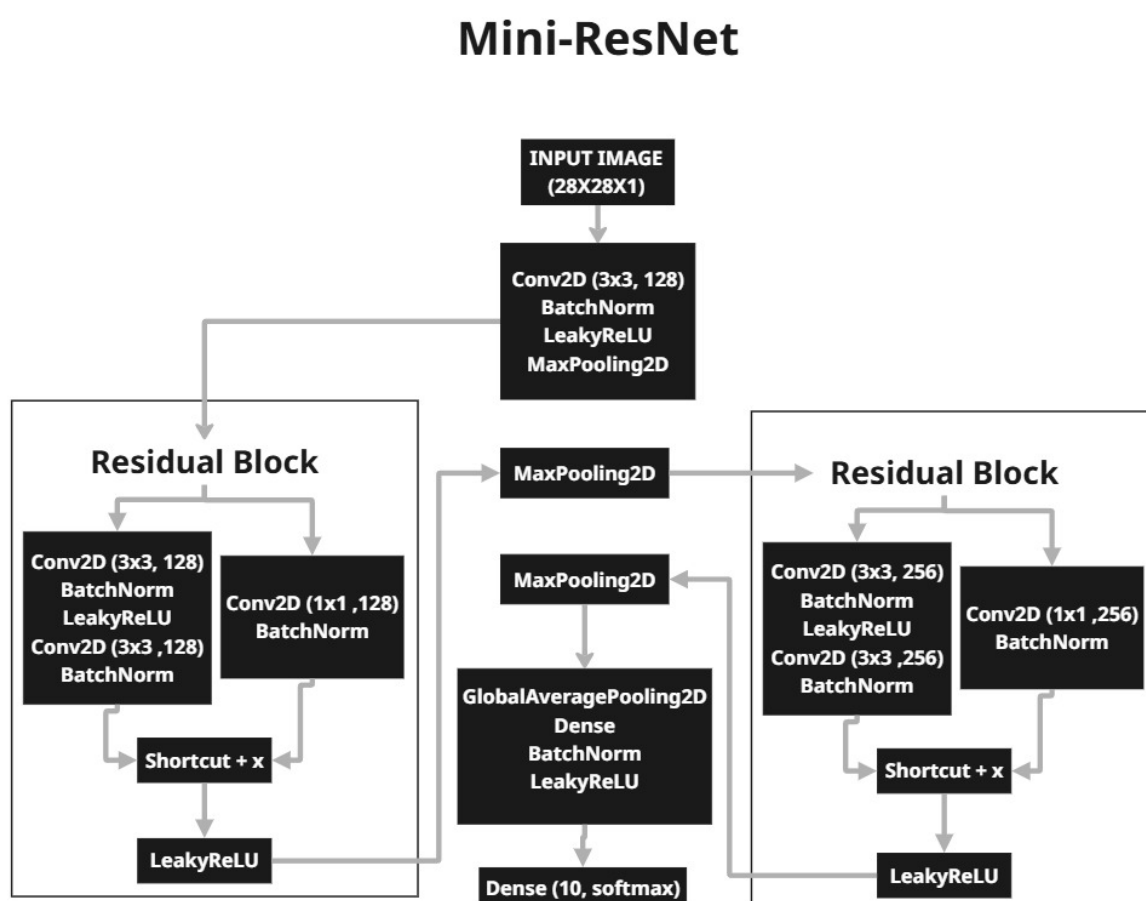 Mini-ResNet
INPUT IMAGE
(28X28X1)
Conv2D (3x3, 128)
BatchNorm
LeakyReLU
MaxPooling2D
Residual Block
Conv2D (3x3, 128)
BatchNorm
LeakyReLU
Conv2D (3x3 ,128)
BatchNorm
Conv2D (1x1 ,128)
BatchNorm
Shortcut + x
LeakyReLU
MaxPooling2D
Residual Block
Conv2D (3x3, 256)
BatchNorm
LeakyReLU
Conv2D (3x3 ,256)
BatchNorm
Conv2D (1x1 ,256)
BatchNorm
Shortcut + x
LeakyReLU
MaxPooling2D
GlobalAveragePooling2D
Dense
BatchNorm
LeakyReLU
Dense (10, softmax)